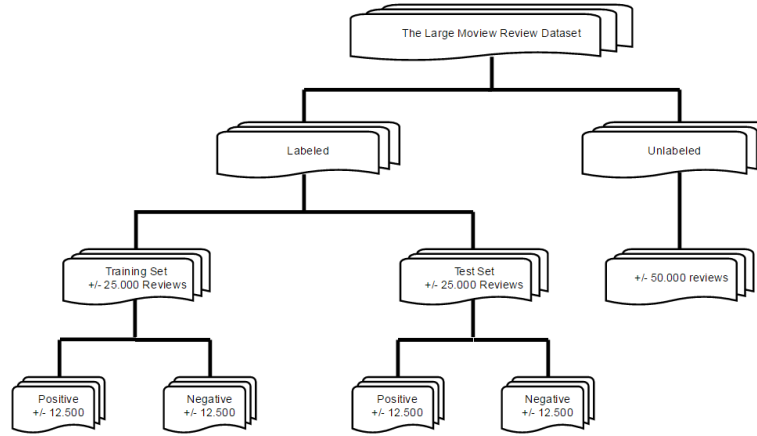 The Large Moview Review Dataset
Labeled
Unlabeled
Training Set
+/- 25.000 Reviews
Test Set
+/- 25.000 Reviews
+/- 50.000 reviews
Positive
+/- 12.500
Negative
+/- 12.500
Positive
+/- 12.500
Negative
+/- 12.500